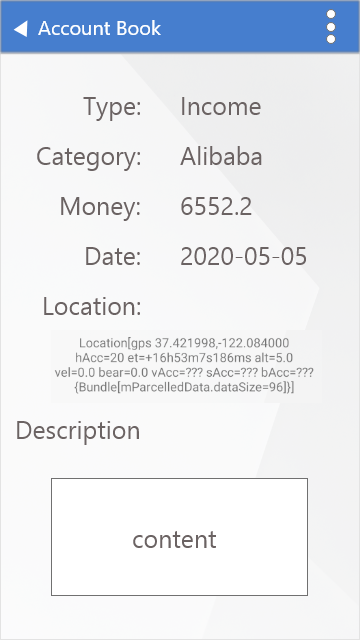 Account Book
Type: Income
Category: Alibaba
Money: 6552.2
Date: 2020-05-05
Location:
Location[gps 37.421998,-122.084000
hAcc=20 et=+16h53m7s186ms alt=5.0
vel=0.0 bear=0.0 vAcc=??? sAcc=??? bAcc=???
{Bundle[mParcelledData.dataSize=96]}]
Description
content